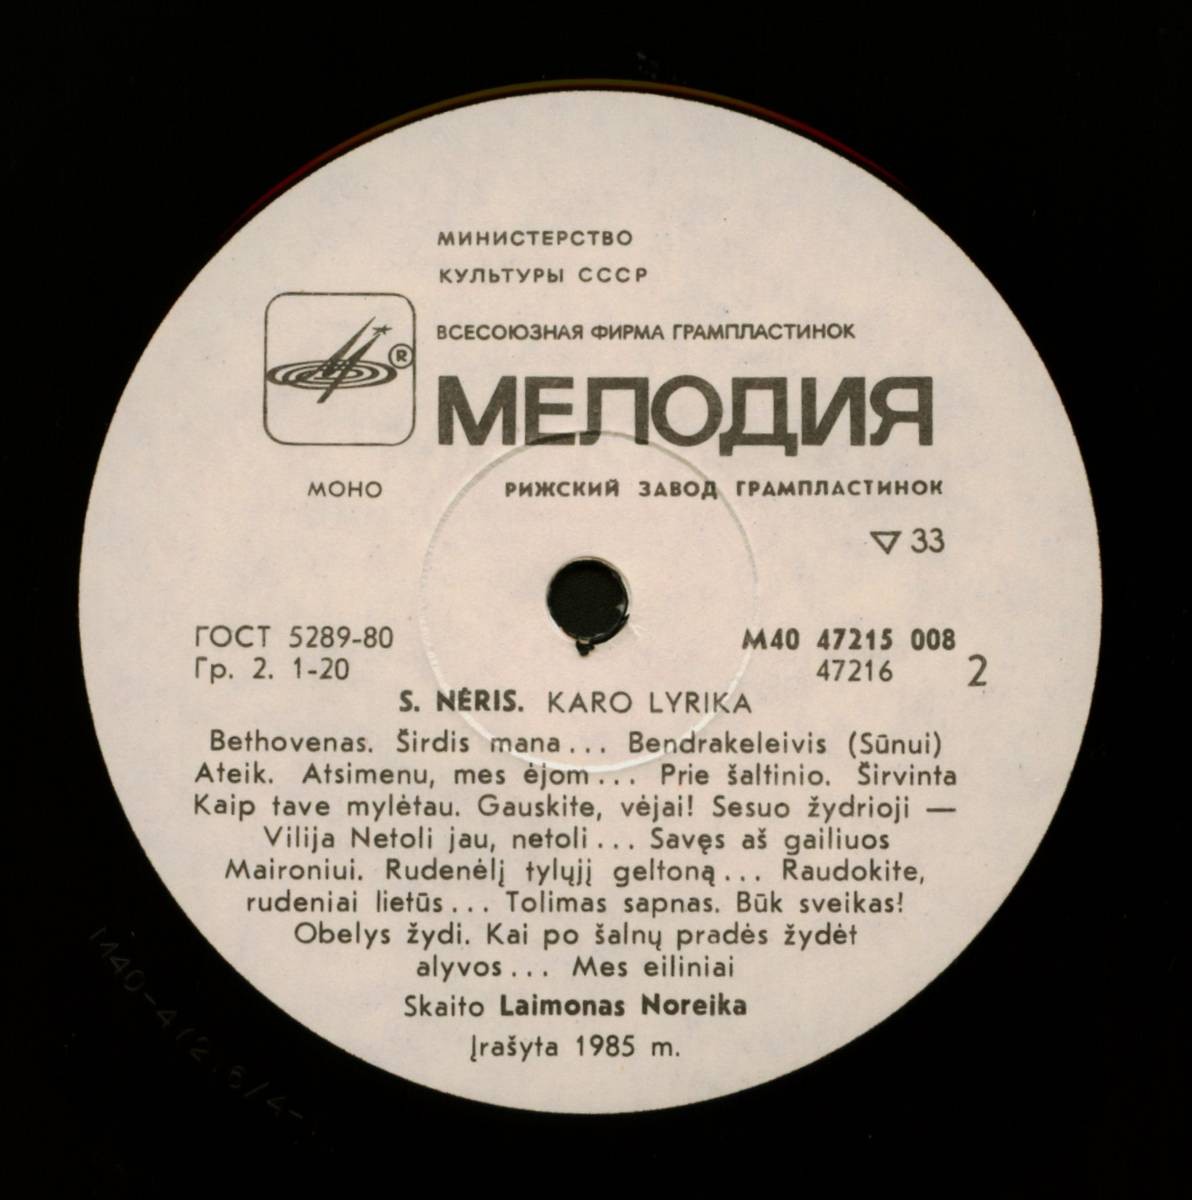 МИНИСТЕРСТВО
КУЛЬТУРЫ СССР
ВСЕСОЮЗНАЯ ФИРМА ГРАМПЛАСТИНОК
®
МЕЛОДИЯ
МОНО
РИЖСКИЙ ЗАВОД ГРАМПЛАСТИНОК
▽ 33
ГОСТ 5289-80
Гр. 2. 1-20
М40 47215 008
47216 2
S. NĖRIS. KARO LYRIKA
Bethovenas. Širdis mana... Bendrakeleivis (Sūnui)
Ateik. Atsimenu, mes ėjom... Prie šaltinio. Širvinta
Kaip tave mylėtau. Gauskite, vėjai! Sesuo žydrioji —
Vilija Netoli jau, netoli... Savęs aš gailiuos
Maironiui. Rudenėlį tylųjį geltoną... Raudokite,
rudeniai lietūs... Tolimas sapnas. Būk sveikas!
Obelys žydi. Kai po šalnų pradės žydėt
alyvos... Mes eiliniai
Skaito Laimonas Noreika
Įrašyta 1985 m.